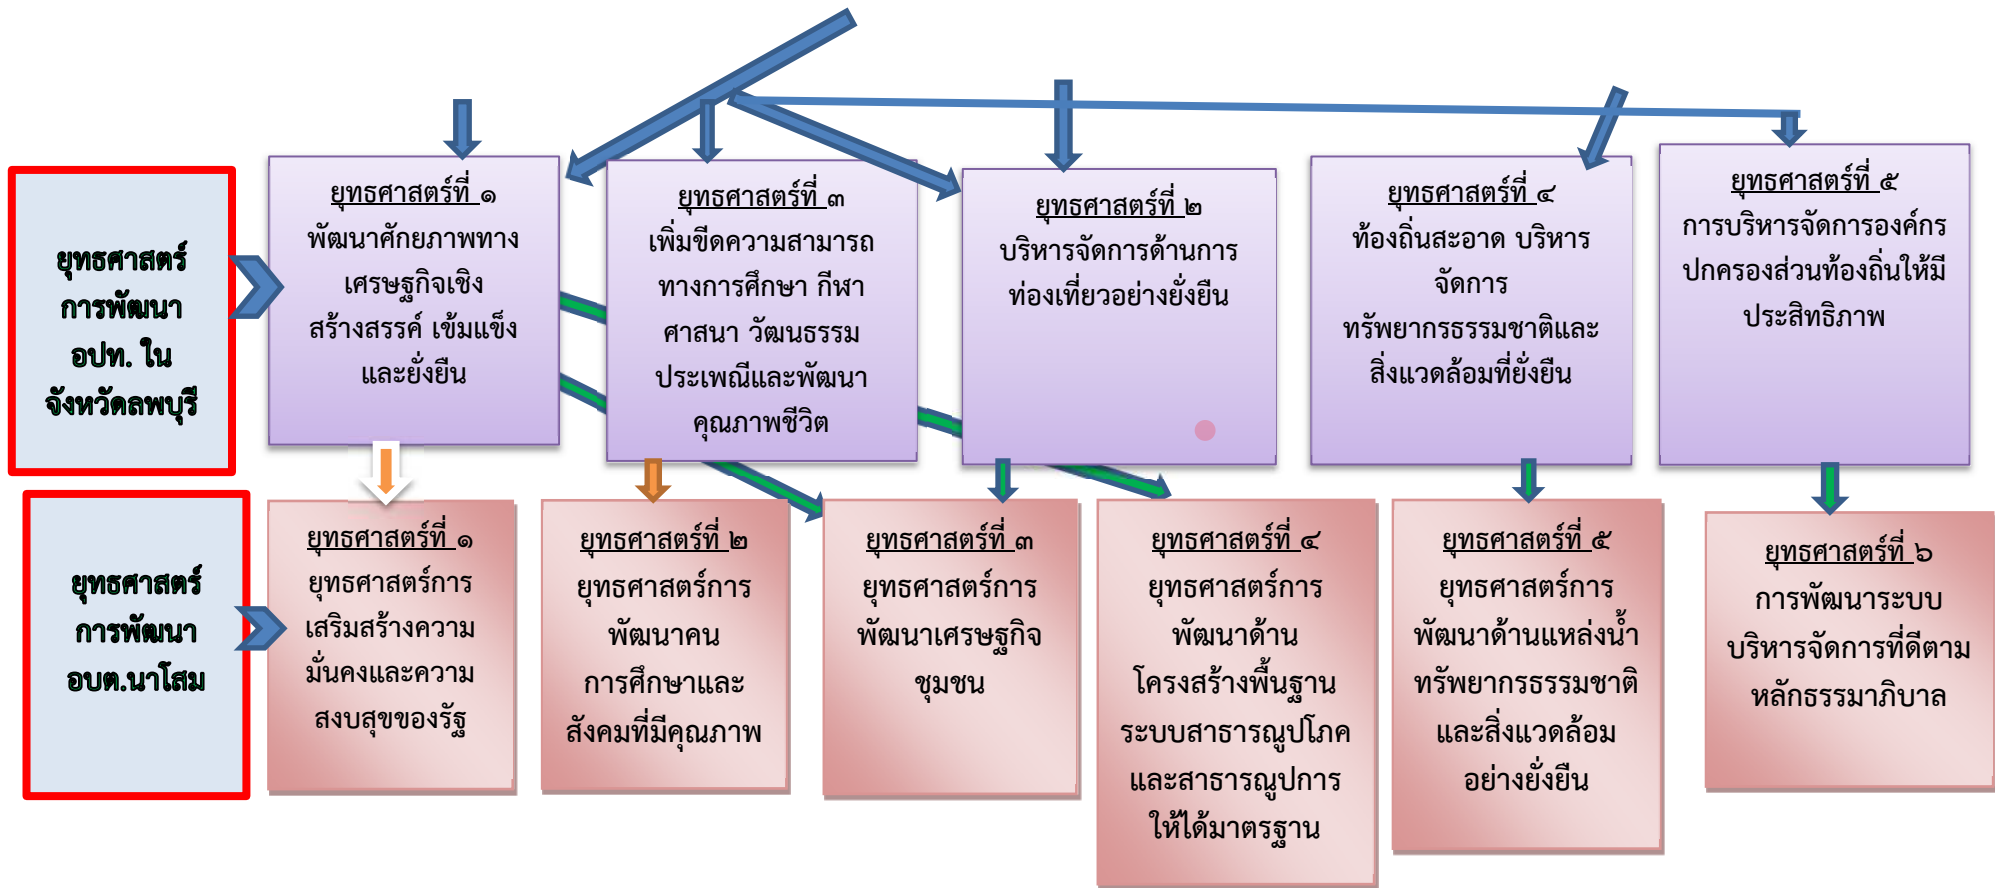 ยุทธศาสตร์
การพัฒนา
อปท. ใน
จังหวัดลพบุรี
ยุทธศาสตร์ที่ ๑
พัฒนาศักยภาพทาง
เศรษฐกิจเชิง
สร้างสรรค์ เข้มแข็ง
และยั่งยืน
ยุทธศาสตร์ที่ ๓
เพิ่มขีดความสามารถ
ทางการศึกษา กีฬา
ศาสนา วัฒนธรรม
ประเพณีและพัฒนา
คุณภาพชีวิต
ยุทธศาสตร์ที่ ๒
บริหารจัดการด้านการ
ท่องเที่ยวอย่างยั่งยืน
ยุทธศาสตร์ที่ ๔
ท้องถิ่นสะอาด บริหาร
จัดการ
ทรัพยากรธรรมชาติและ
สิ่งแวดล้อมที่ยั่งยืน
ยุทธศาสตร์ที่ ๕
การบริหารจัดการองค์กร
ปกครองส่วนท้องถิ่นให้มี
ประสิทธิภาพ
ยุทธศาสตร์
การพัฒนา
อบต.นาโสม
ยุทธศาสตร์ที่ ๑
ยุทธศาสตร์การ
เสริมสร้างความ
มั่นคงและความ
สงบสุขของรัฐ
ยุทธศาสตร์ที่ ๒
ยุทธศาสตร์การ
พัฒนาคน
การศึกษาและ
สังคมที่มีคุณภาพ
ยุทธศาสตร์ที่ ๓
ยุทธศาสตร์การ
พัฒนาเศรษฐกิจ
ชุมชน
ยุทธศาสตร์ที่ ๔
ยุทธศาสตร์การ
พัฒนาด้าน
โครงสร้างพื้นฐาน
ระบบสาธารณูปโภค
และสาธารณูปการ
ให้ได้มาตรฐาน
ยุทธศาสตร์ที่ ๕
ยุทธศาสตร์การ
พัฒนาด้านแหล่งน้ำ
ทรัพยากรธรรมชาติ
และสิ่งแวดล้อม
อย่างยั่งยืน
ยุทธศาสตร์ที่ ๖
การพัฒนาระบบ
บริหารจัดการที่ดีตาม
หลักธรรมาภิบาล